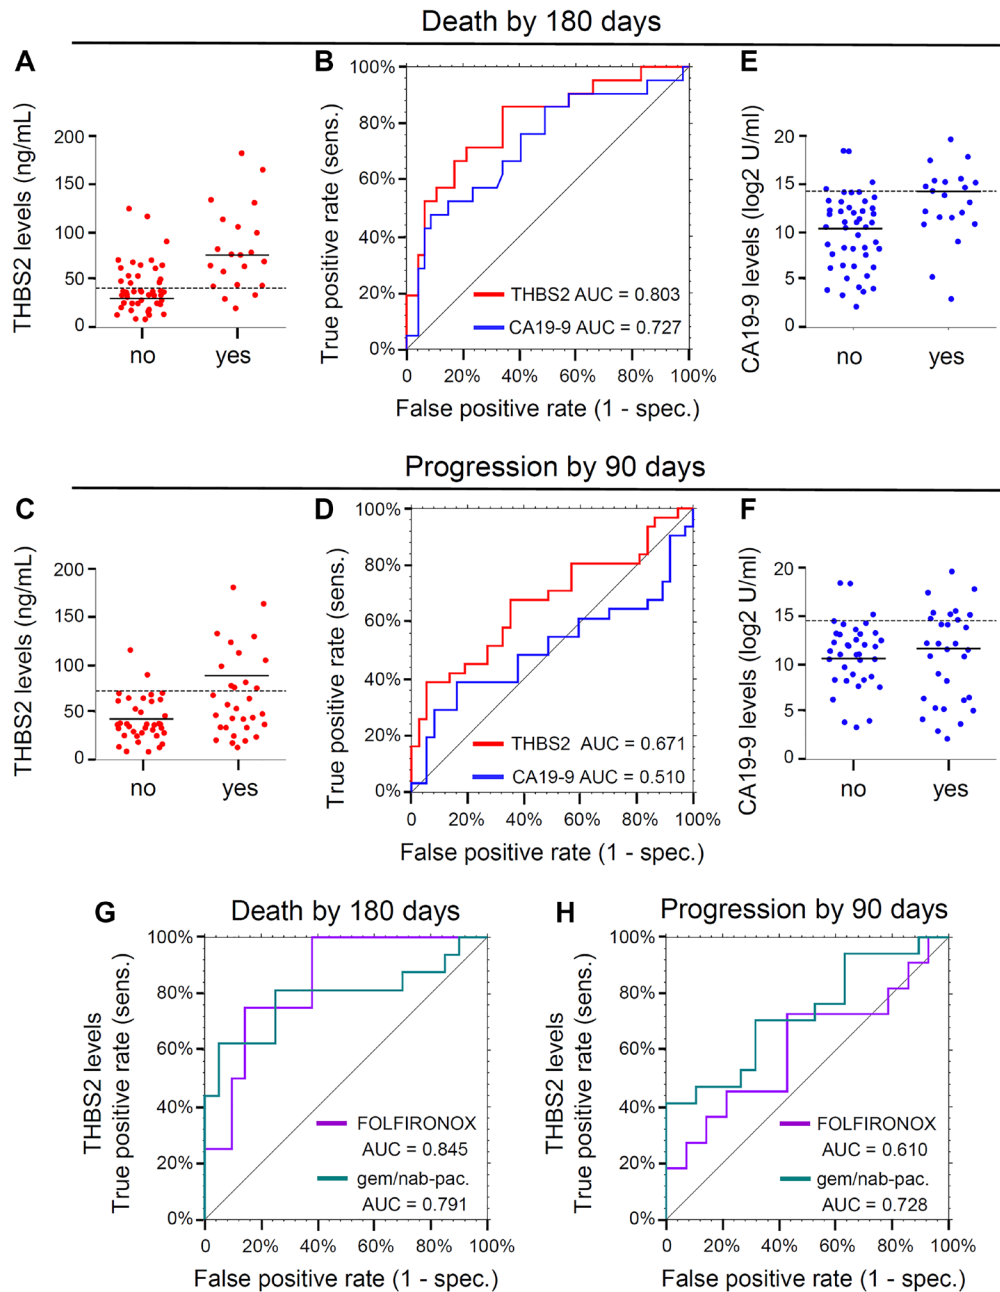 Death by 180 days
A
THBS2 levels (ng/mL)
200
150
100
50
0
no
yes
B
True positive rate (sens.)
100%
80%
60%
40%
20%
0%
THBS2 AUC = 0.803
CA19-9 AUC = 0.727
0
20%
40%
60%
80%
100%
False positive rate (1 - spec.)
E
CA19-9 levels (log2 U/ml)
20
15
10
5
0
no
yes
Progression by 90 days
C
THBS2 levels (ng/mL)
200
150
100
50
0
no
yes
D
True positive rate (sens.)
100%
80%
60%
40%
20%
0%
THBS2 AUC = 0.671
CA19-9 AUC = 0.510
0
20%
40%
60%
80%
100%
False positive rate (1 - spec.)
F
CA19-9 levels (log2 U/ml)
20
15
10
5
0
no
yes
G
Death by 180 days
THBS2 levels
True positive rate (sens.)
100%
80%
60%
40%
20%
0%
FOLFIRONOX
AUC = 0.845
gem/nab-pac.
AUC = 0.791
0
20%
40%
60%
80%
100%
False positive rate (1 - spec.)
H
Progression by 90 days
THBS2 levels
True positive rate (sens.)
100%
80%
60%
40%
20%
0%
FOLFIRONOX
AUC = 0.610
gem/nab-pac.
AUC = 0.728
0
20%
40%
60%
80%
100%
False positive rate (1 - spec.)